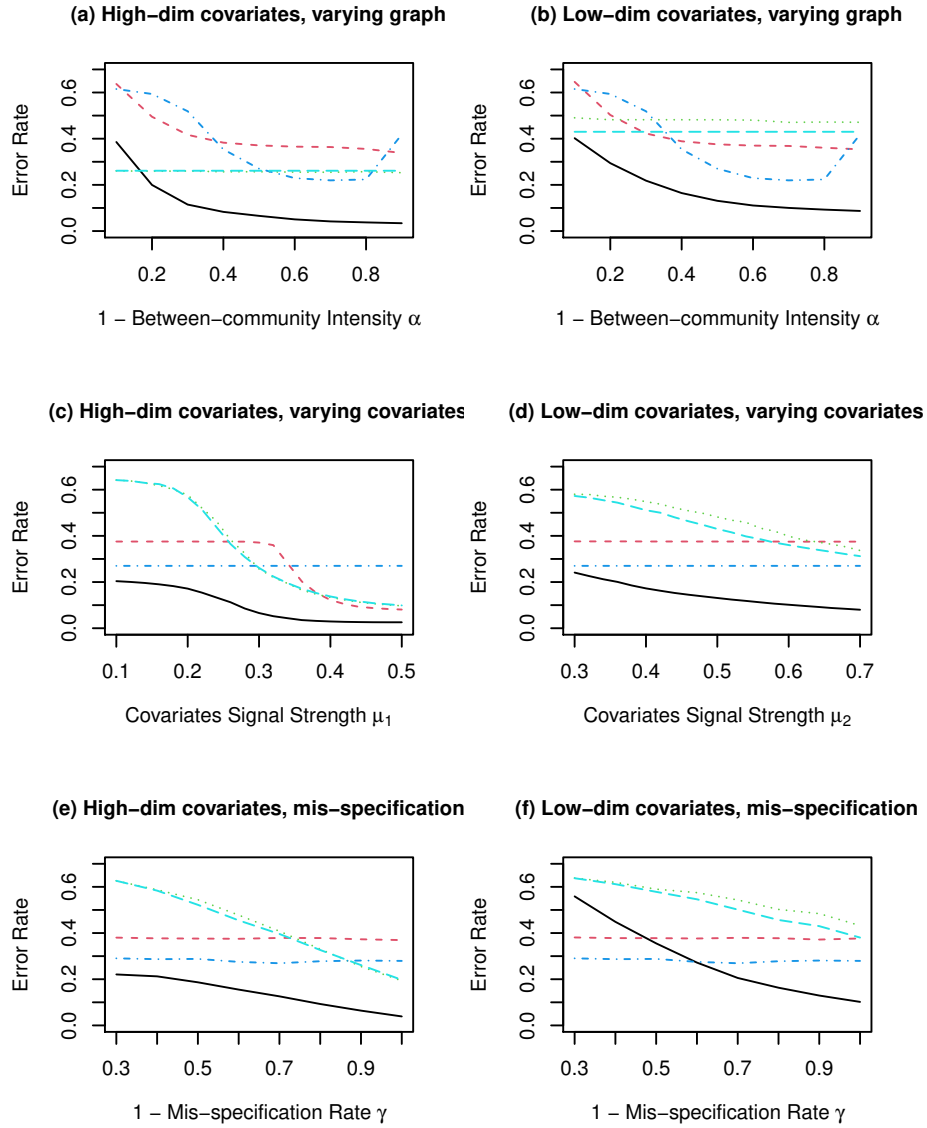 (a) High−dim covariates, varying graph
Error Rate
0.0 0.2 0.4 0.6
0.2 0.4 0.6 0.8
1 − Between−community Intensity α
(b) Low−dim covariates, varying graph
Error Rate
0.0 0.2 0.4 0.6
0.2 0.4 0.6 0.8
1 − Between−community Intensity α
(c) High−dim covariates, varying covariates
Error Rate
0.0 0.2 0.4 0.6
0.1 0.2 0.3 0.4 0.5
Covariates Signal Strength μ₁
(d) Low−dim covariates, varying covariates
Error Rate
0.0 0.2 0.4 0.6
0.3 0.4 0.5 0.6 0.7
Covariates Signal Strength μ₂
(e) High−dim covariates, mis−specification
Error Rate
0.0 0.2 0.4 0.6
0.3 0.5 0.7 0.9
1 − Mis−specification Rate γ
(f) Low−dim covariates, mis−specification
Error Rate
0.0 0.2 0.4 0.6
0.3 0.5 0.7 0.9
1 − Mis−specification Rate γ